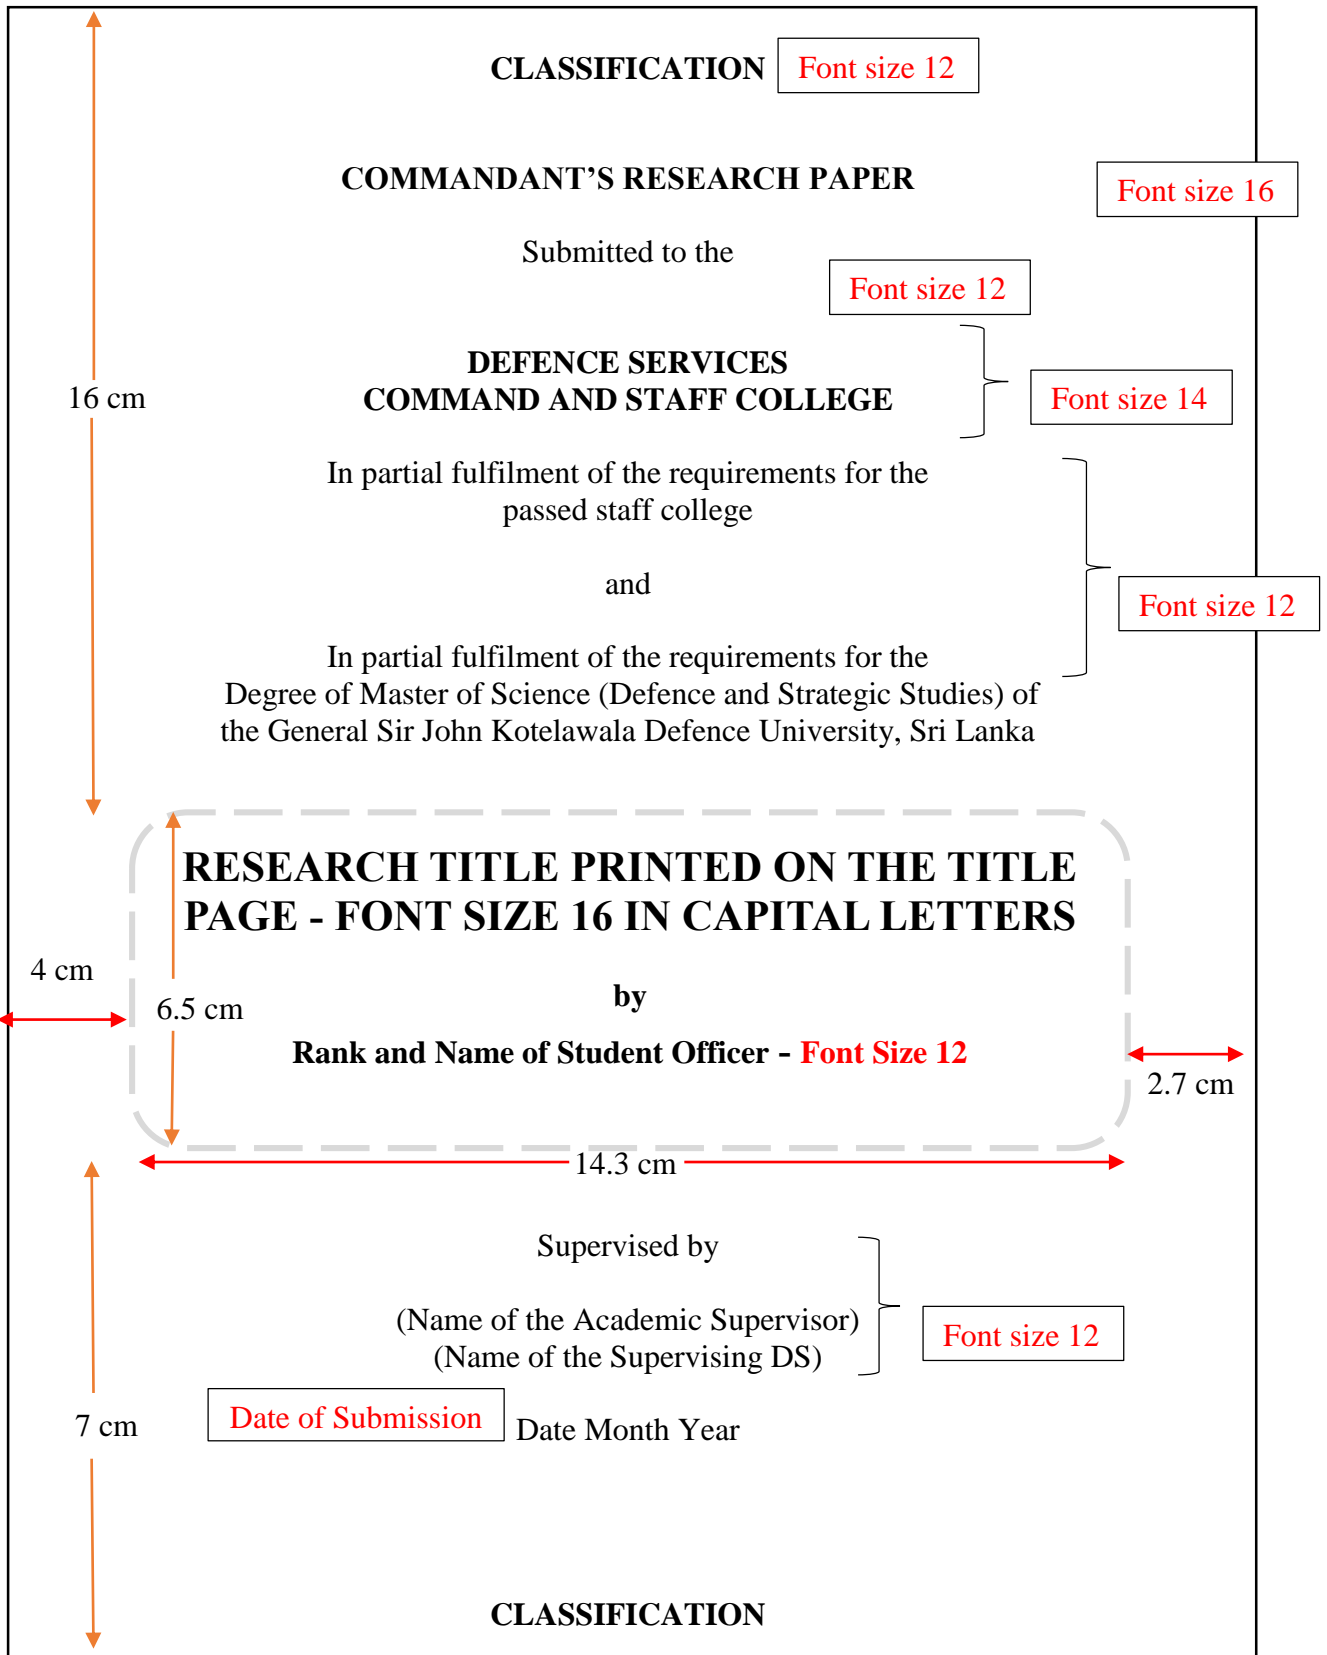 CLASSIFICATION Font size 12
COMMANDANT’S RESEARCH PAPER
Font size 16
Submitted to the
Font size 12
DEFENCE SERVICES
COMMAND AND STAFF COLLEGE
16 cm
Font size 14
In partial fulfilment of the requirements for the
passed staff college
and
Font size 12
In partial fulfilment of the requirements for the
Degree of Master of Science (Defence and Strategic Studies) of
the General Sir John Kotelawala Defence University, Sri Lanka
RESEARCH TITLE PRINTED ON THE TITLE
PAGE - FONT SIZE 16 IN CAPITAL LETTERS
4 cm
by
6.5 cm
Rank and Name of Student Officer - Font Size 12
2.7 cm
14.3 cm
Supervised by
(Name of the Academic Supervisor)
(Name of the Supervising DS)
Font size 12
7 cm
Date of Submission Date Month Year
CLASSIFICATION